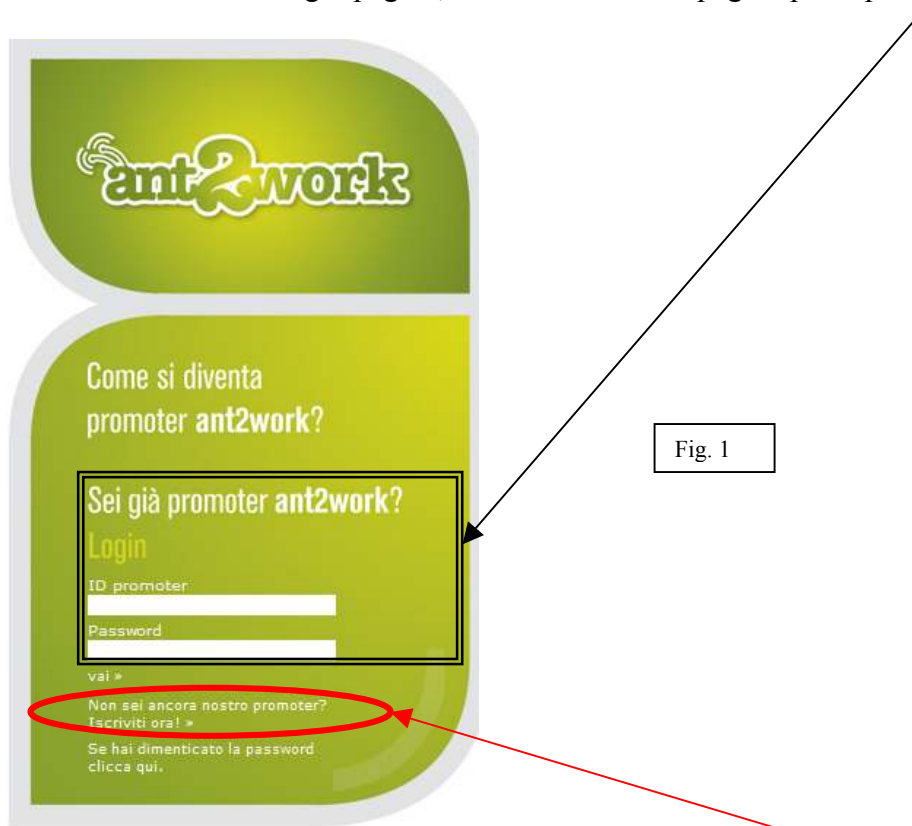 ant2work
Come si diventa
promoter ant2work?
Fig. 1
Sei già promoter ant2work?
Login
ID promoter
Password
vai »
Non sei ancora nostro promoter?
Iscriviti ora! »
Se hai dimenticato la password
clicca qui.